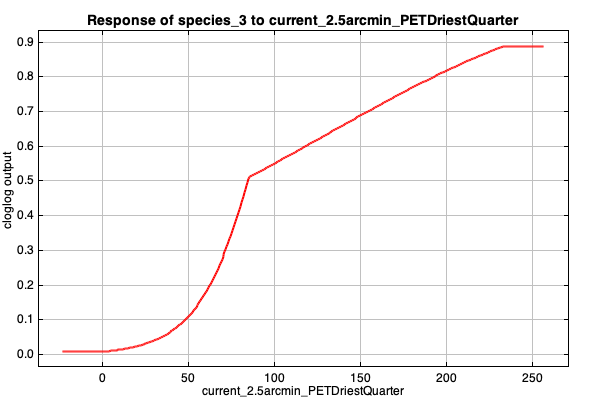 Response of species_3 to current_2.5arcmin_PETDriestQuarter
0.9
0.8
0.7
0.6
0.5
0.4
0.3
0.2
0.1
0.0
cloglog output
0 50 100 150 200 250
current_2.5arcmin_PETDriestQuarter